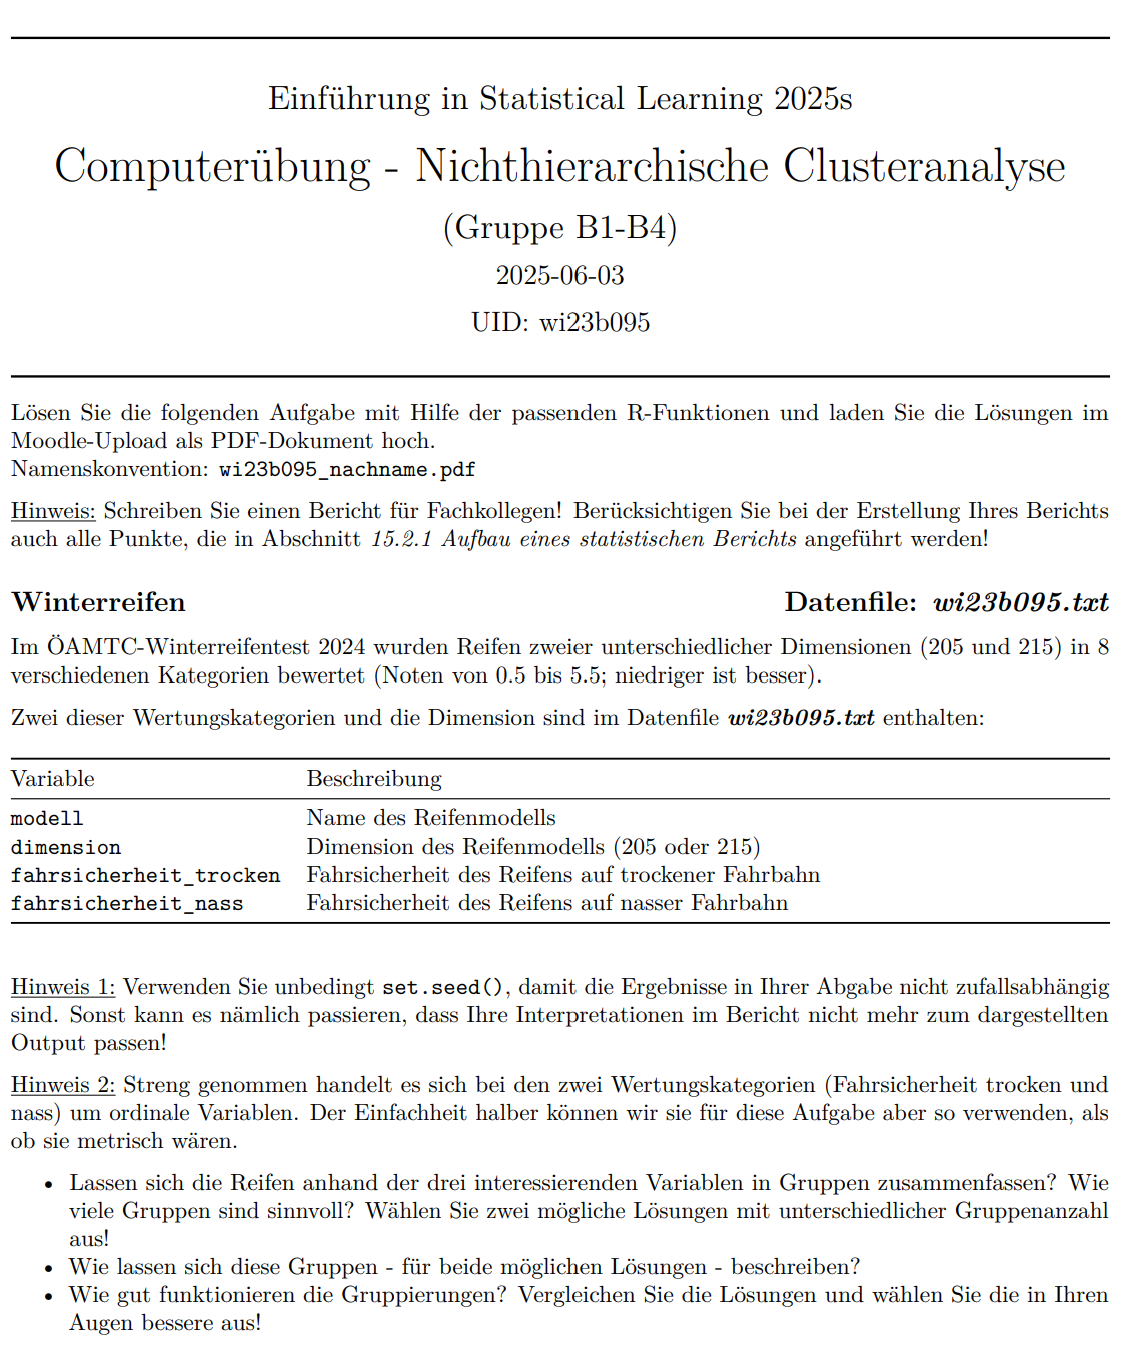 Einführung in Statistical Learning 2025s
Computerübung - Nichthierarchische Clusteranalyse
(Gruppe B1-B4)
2025-06-03
UID: wi23b095
Lösen Sie die folgenden Aufgabe mit Hilfe der passenden R-Funktionen und laden Sie die Lösungen im
Moodle-Upload als PDF-Dokument hoch.
Namenskonvention: wi23b095_nachname.pdf
Hinweis: Schreiben Sie einen Bericht für Fachkollegen! Berücksichtigen Sie bei der Erstellung Ihres Berichts
auch alle Punkte, die in Abschnitt 15.2.1 Aufbau eines statistischen Berichts angeführt werden!
Winterreifen Datenfile: wi23b095.txt
Im ÖAMTC-Winterreifentest 2024 wurden Reifen zweier unterschiedlicher Dimensionen (205 und 215) in 8
verschiedenen Kategorien bewertet (Noten von 0.5 bis 5.5; niedriger ist besser).
Zwei dieser Wertungskategorien und die Dimension sind im Datenfile wi23b095.txt enthalten:
Variable Beschreibung
modell Name des Reifenmodells
dimension Dimension des Reifenmodells (205 oder 215)
fahrsicherheit_trocken Fahrsicherheit des Reifens auf trockener Fahrbahn
fahrsicherheit_nass Fahrsicherheit des Reifens auf nasser Fahrbahn
Hinweis 1: Verwenden Sie unbedingt set.seed(), damit die Ergebnisse in Ihrer Abgabe nicht zufallsabhängig
sind. Sonst kann es nämlich passieren, dass Ihre Interpretationen im Bericht nicht mehr zum dargestellten
Output passen!
Hinweis 2: Streng genommen handelt es sich bei den zwei Wertungskategorien (Fahrsicherheit trocken und
nass) um ordinale Variablen. Der Einfachheit halber können wir sie für diese Aufgabe aber so verwenden, als
ob sie metrisch wären.
• Lassen sich die Reifen anhand der drei interessierenden Variablen in Gruppen zusammenfassen? Wie
viele Gruppen sind sinnvoll? Wählen Sie zwei mögliche Lösungen mit unterschiedlicher Gruppenanzahl
aus!
• Wie lassen sich diese Gruppen - für beide möglichen Lösungen - beschreiben?
• Wie gut funktionieren die Gruppierungen? Vergleichen Sie die Lösungen und wählen Sie die in Ihren
Augen bessere aus!